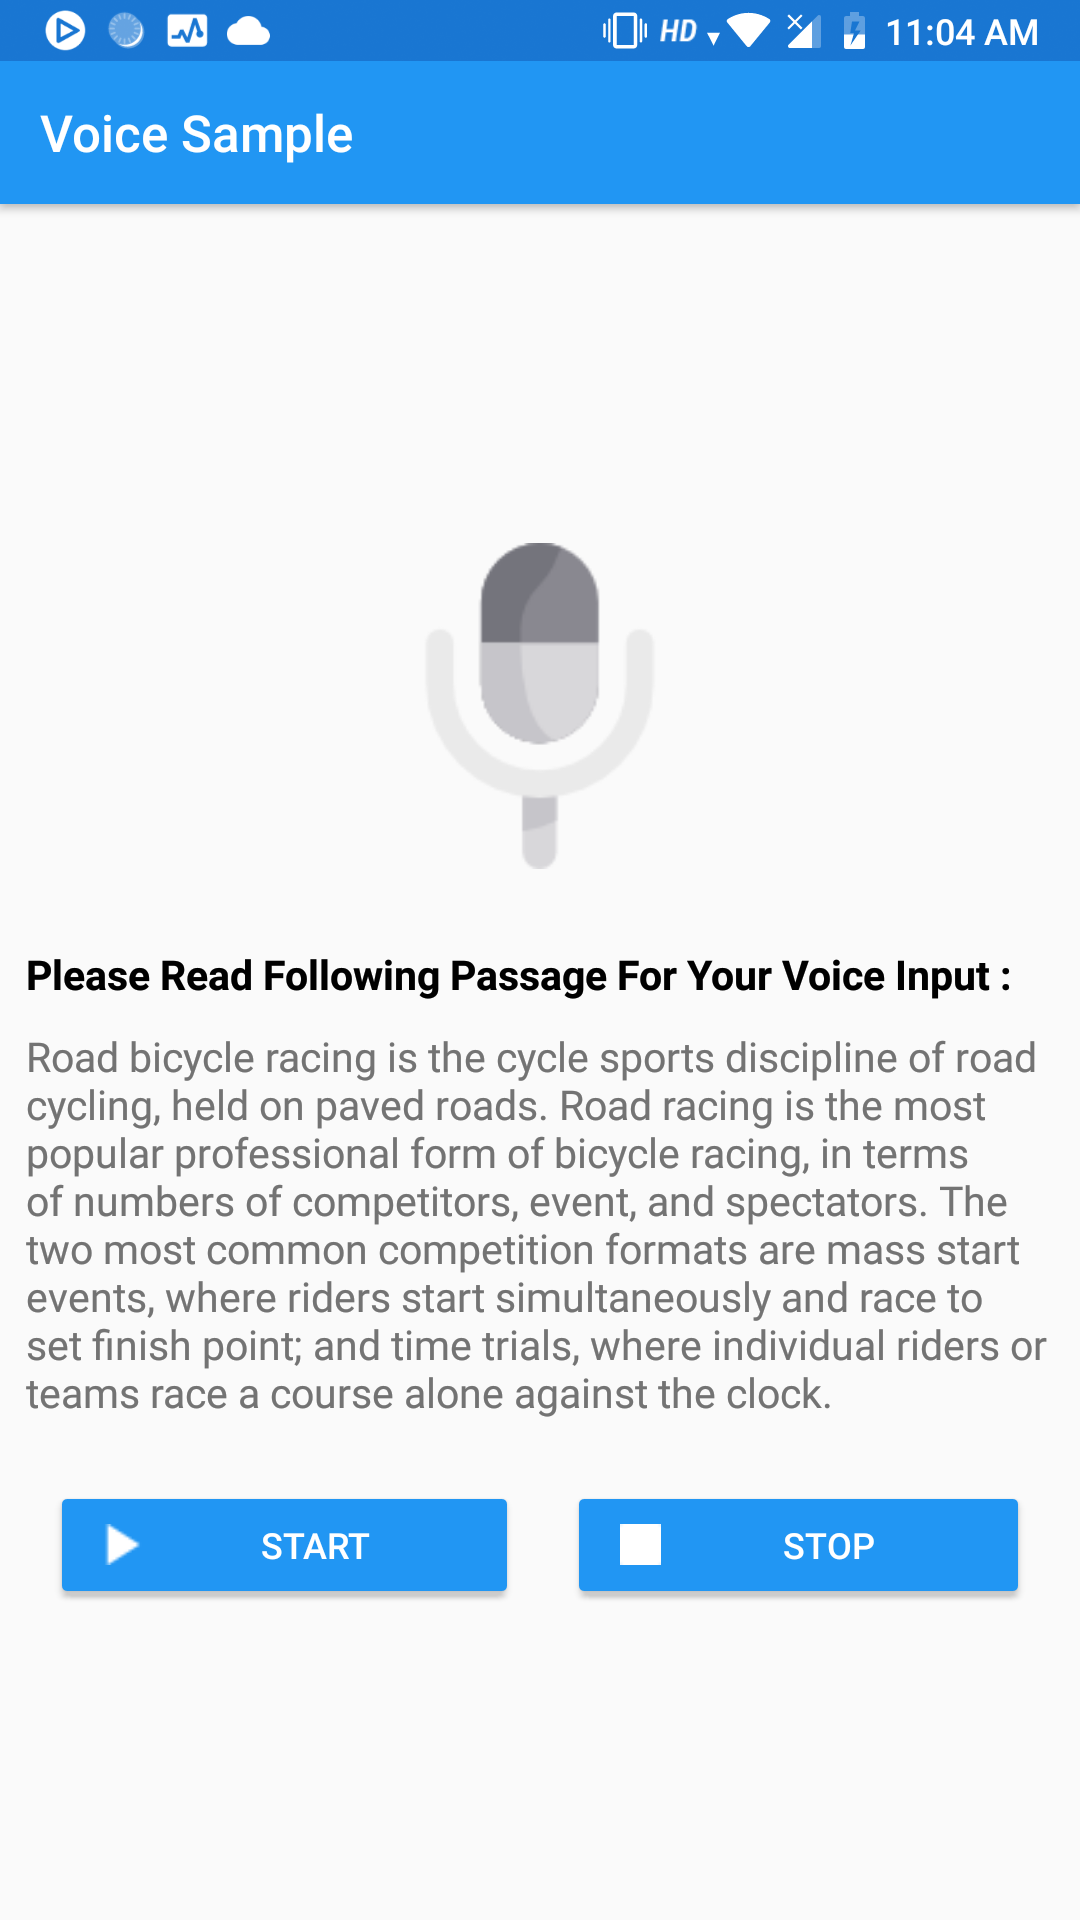 HD 11:04 AM
Voice Sample
Please Read Following Passage For Your Voice Input :
Road bicycle racing is the cycle sports discipline of road
cycling, held on paved roads. Road racing is the most
popular professional form of bicycle racing, in terms
of numbers of competitors, event, and spectators. The
two most common competition formats are mass start
events, where riders start simultaneously and race to
set finish point; and time trials, where individual riders or
teams race a course alone against the clock.
START
STOP